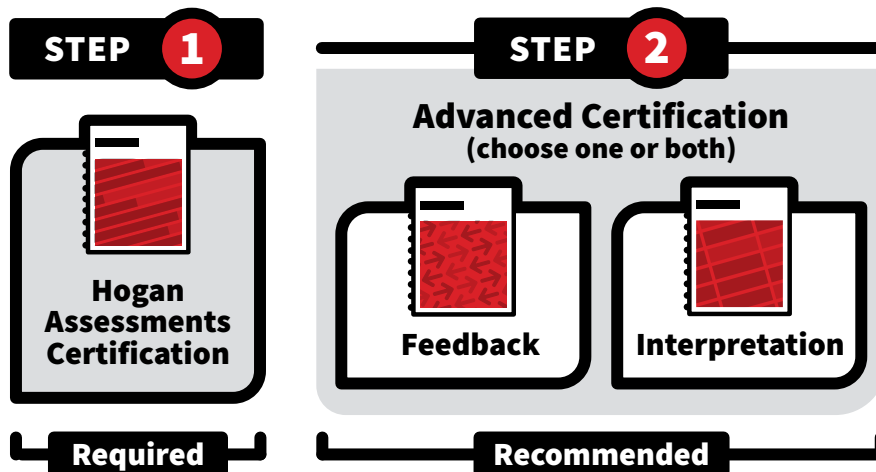 STEP 1
Hogan
Assessments
Certification
Required
STEP 2
Advanced Certification
(choose one or both)
Feedback
Interpretation
Recommended